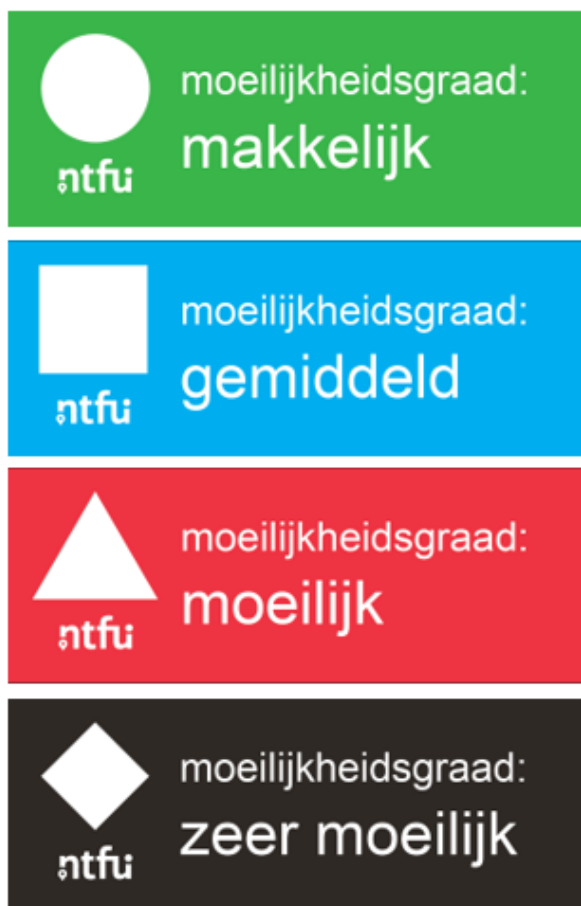 moeilijkheidsgraad:
makkelijk
ntfu
moeilijkheidsgraad:
gemiddeld
ntfu
moeilijkheidsgraad:
moeilijk
ntfu
moeilijkheidsgraad:
zeer moeilijk
ntfu